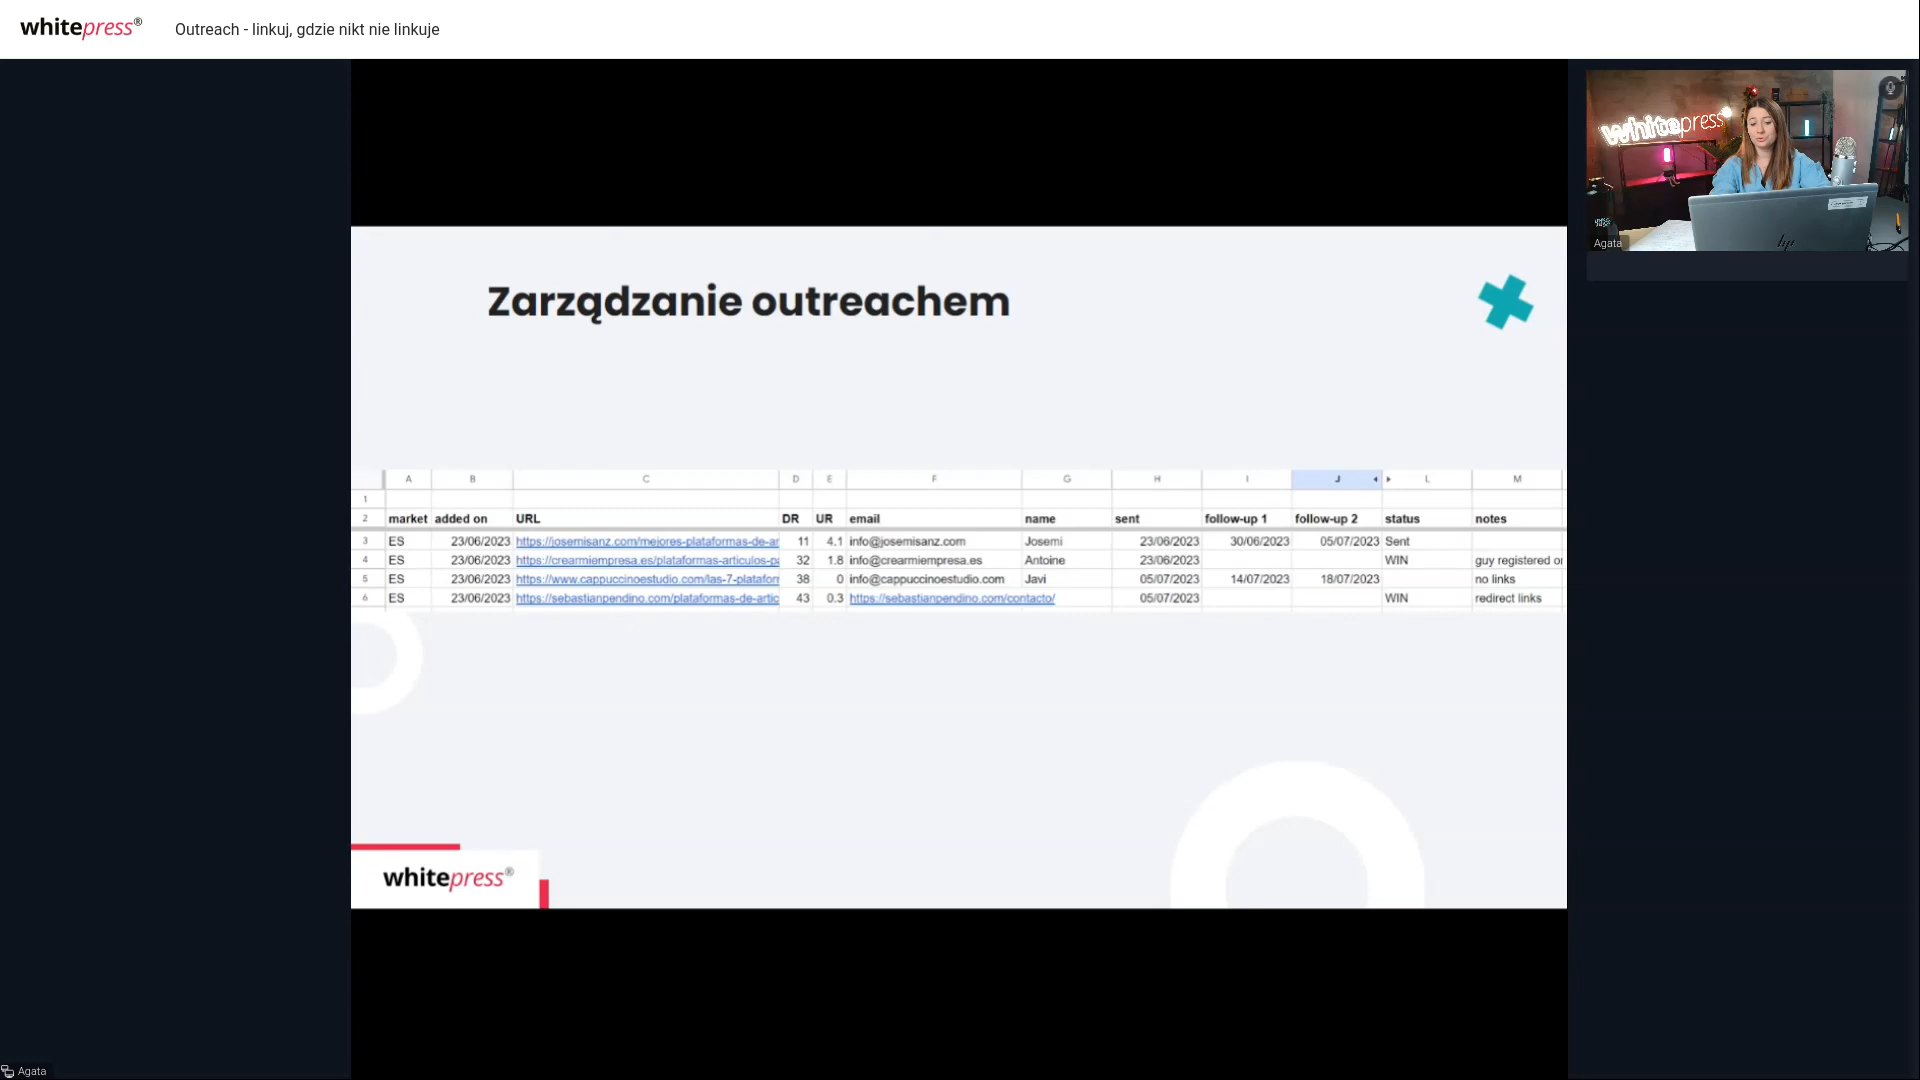 whitepress® Outreach - linkuj, gdzie nikt nie linkuje
whitepress
Agata
Zarządzanie outreachem
A B C D E F G H I J L M
1
2 market added on URL DR UR email name sent follow-up 1 follow-up 2 status notes
3 ES 23/06/2023 https://josemisanz.com/mejores-plataformas-de-ar 11 4.1 info@josemisanz.com Josemi 23/06/2023 30/06/2023 05/07/2023 Sent
4 ES 23/06/2023 https://crearmiempresa.es/plataformas-articulos-pa 32 1.8 info@crearmiempresa.es Antoine 23/06/2023 WIN guy registered or
5 ES 23/06/2023 https://www.cappuccinoestudio.com/las-7-platafor 38 0 info@cappuccinoestudio.com Javi 05/07/2023 14/07/2023 18/07/2023 no links
6 ES 23/06/2023 https://sebastianpendino.com/plataformas-de-artic 43 0.3 https://sebastianpendino.com/contacto/ 05/07/2023 WIN redirect links
whitepress®
Agata